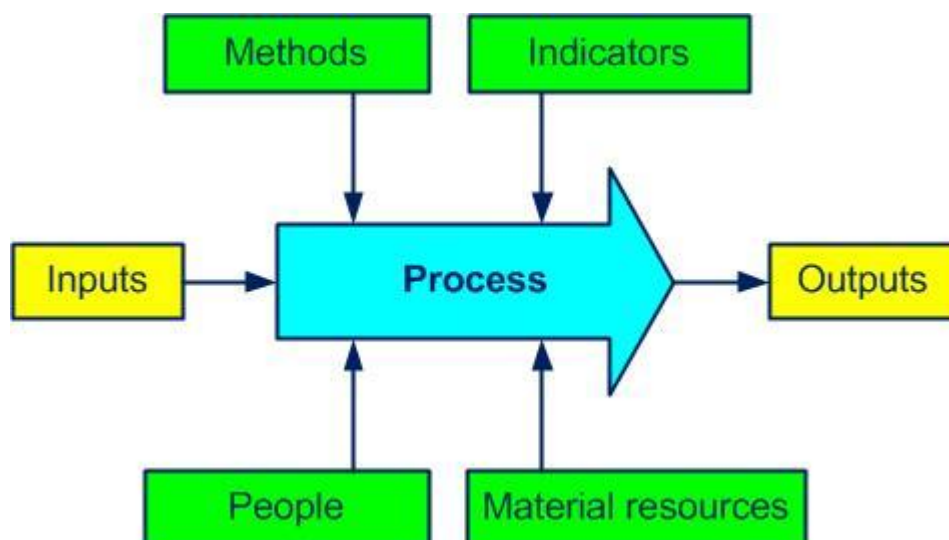 Methods
Indicators
Inputs
Process
Outputs
People
Material resources